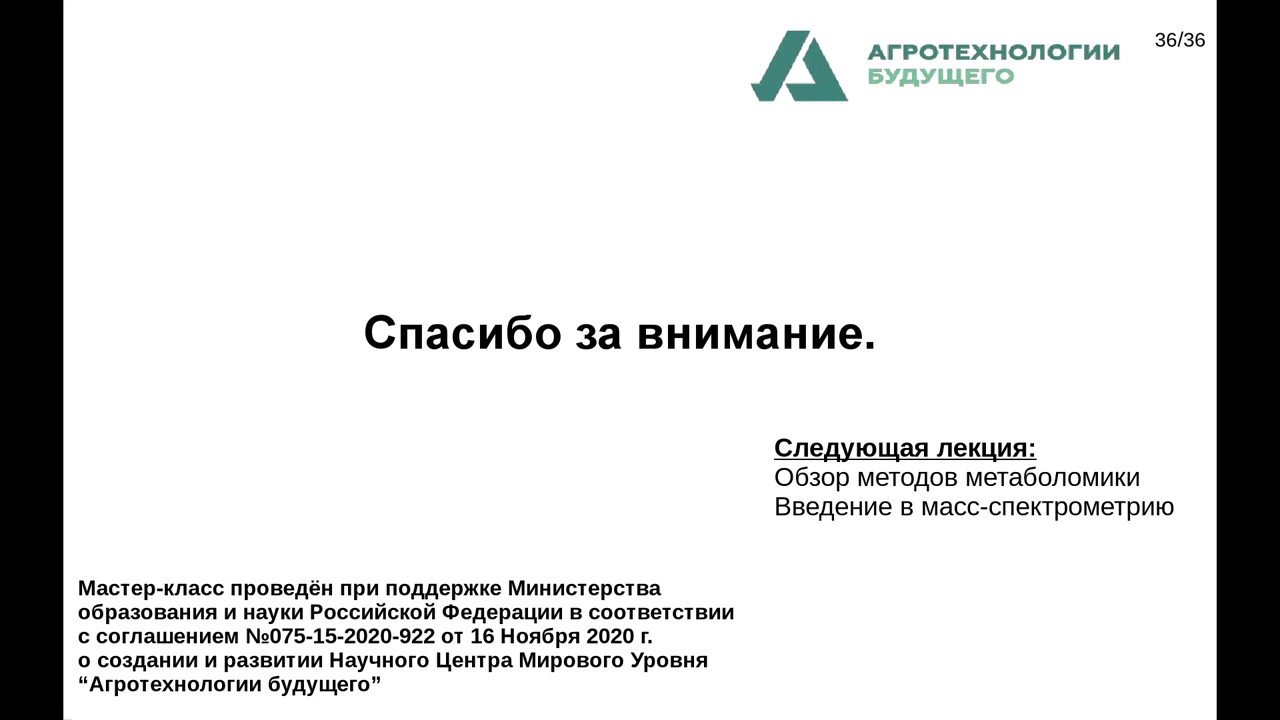 АГРОТЕХНОЛОГИИ
БУДУЩЕГО
36/36
Спасибо за внимание.
Следующая лекция:
Обзор методов метаболомики
Введение в масс-спектрометрию
Мастер-класс проведён при поддержке Министерства
образования и науки Российской Федерации в соответствии
с соглашением №075-15-2020-922 от 16 Ноября 2020 г.
о создании и развитии Научного Центра Мирового Уровня
“Агротехнологии будущего”